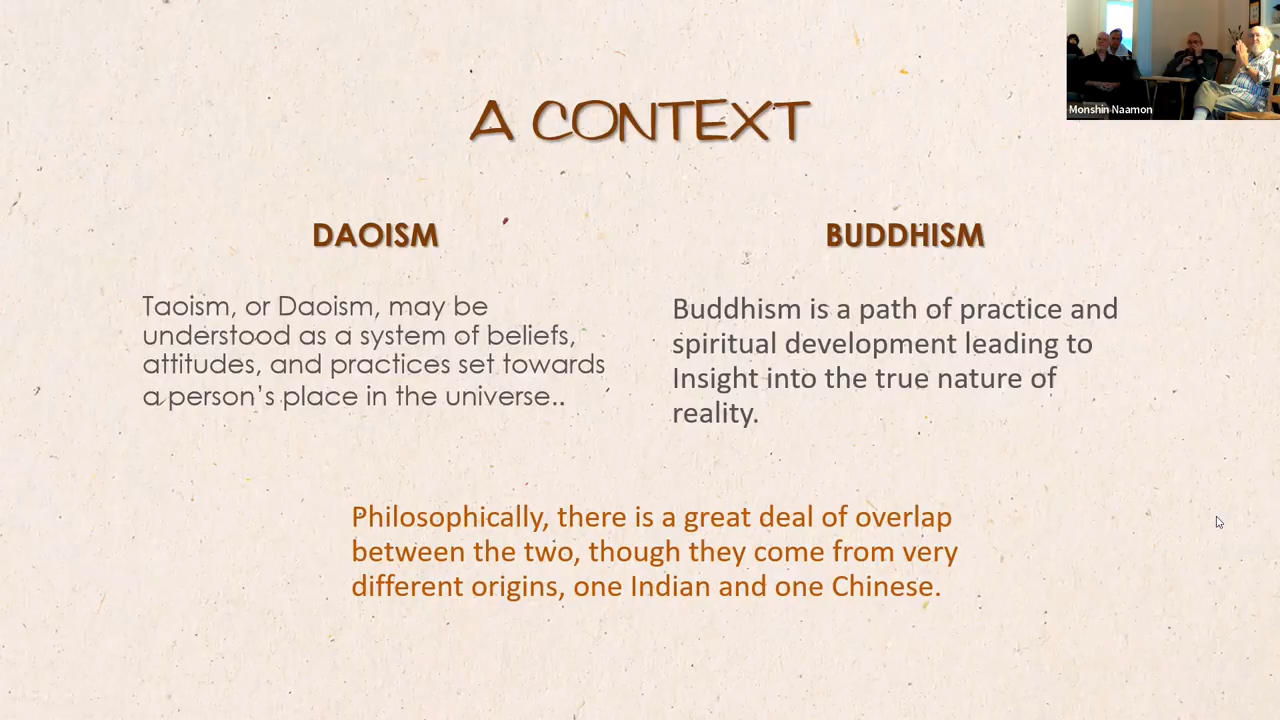 Monshin Naamon
A CONTEXT
DAOISM
Taoism, or Daoism, may be
understood as a system of beliefs,
attitudes, and practices set towards
a person's place in the universe..
BUDDHISM
Buddhism is a path of practice and
spiritual development leading to
Insight into the true nature of
reality.
Philosophically, there is a great deal of overlap
between the two, though they come from very
different origins, one Indian and one Chinese.